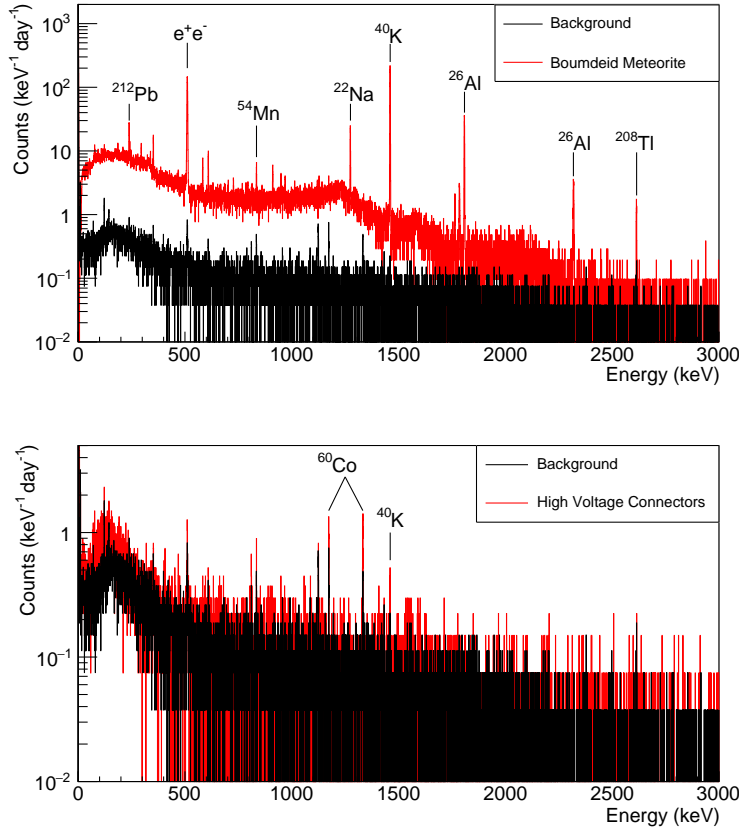 Counts (keV⁻¹ day⁻¹)
10³
10²
10
1
10⁻¹
10⁻²
²¹²Pb
e⁺e⁻
⁵⁴Mn
²²Na
⁴⁰K
²⁶Al
²⁶Al
²⁰⁸Tl
Background
Boumdeid Meteorite
0 500 1000 1500 2000 2500 3000
Energy (keV)
Counts (keV⁻¹ day⁻¹)
1
10⁻¹
10⁻²
⁶⁰Co
⁴⁰K
Background
High Voltage Connectors
0 500 1000 1500 2000 2500 3000
Energy (keV)